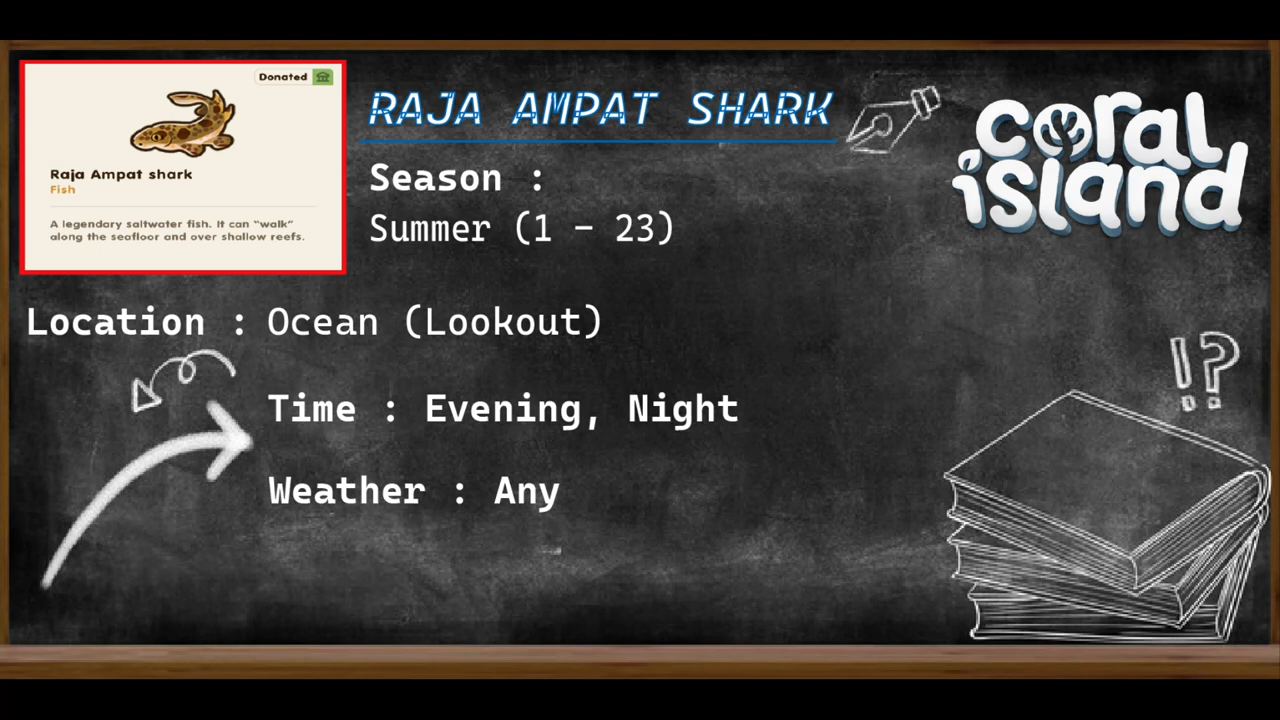 Donated
Raja Ampat shark
Fish
A legendary saltwater fish. It can “walk”
along the seafloor and over shallow reefs.
RAJA AMPAT SHARK
Season :
Summer (1 – 23)
coral
island
Location : Ocean (Lookout)
Time : Evening, Night
Weather : Any
!?